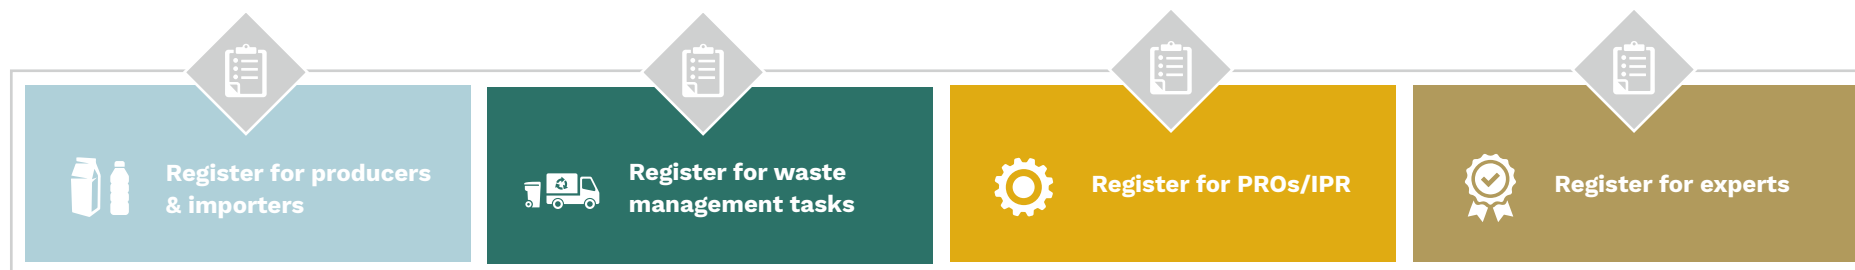 Register for producers
& importers
Register for waste
management tasks
Register for PROs/IPR
Register for experts